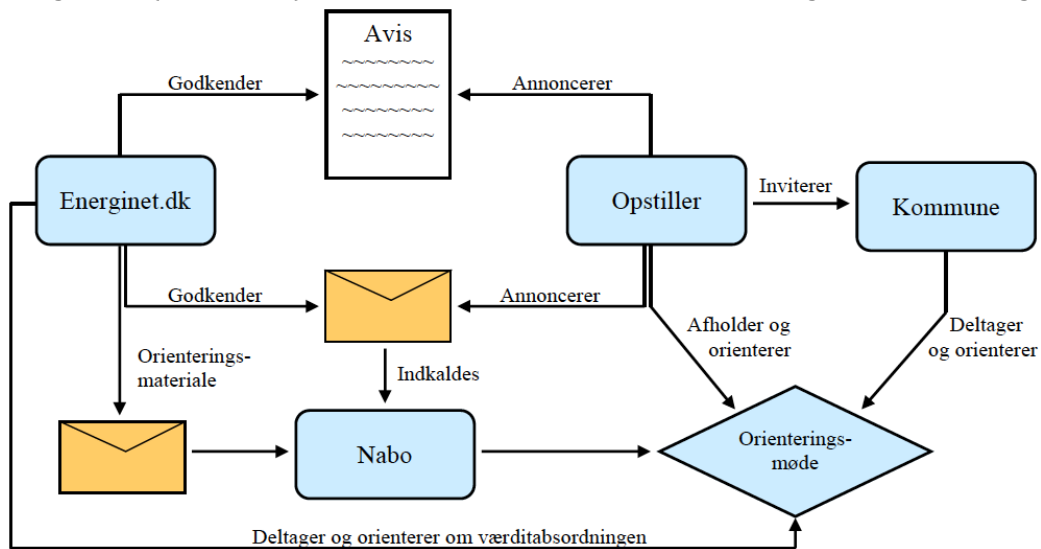 Avis
~~~~~~~~
~~~~~~~~~
~~~~~~~~
~~~~~~~~
Godkender
Annoncerer
Energinet.dk
Opstiller
Inviterer
Kommune
Godkender
Annoncerer
Orienterings-
materiale
Indkaldes
Afholder og
orienterer
Deltager
og orienterer
Nabo
Orienterings-
møde
Deltager og orienterer om værditabsordningen